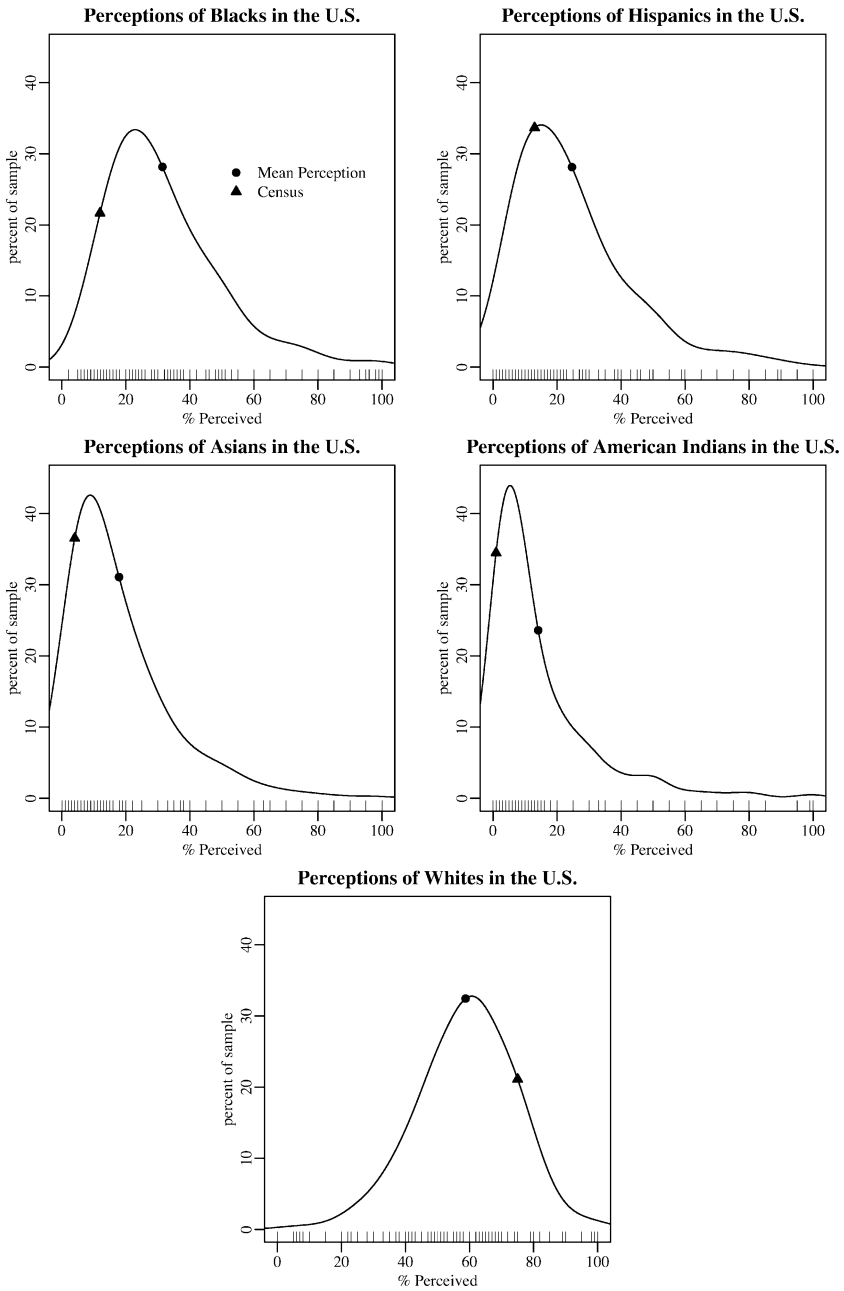 Perceptions of Blacks in the U.S.
percent of sample
0 10 20 30 40
Mean Perception
Census
0 20 40 60 80 100
% Perceived
Perceptions of Hispanics in the U.S.
percent of sample
0 10 20 30 40
0 20 40 60 80 100
% Perceived
Perceptions of Asians in the U.S.
percent of sample
0 10 20 30 40
0 20 40 60 80 100
% Perceived
Perceptions of American Indians in the U.S.
percent of sample
0 10 20 30 40
0 20 40 60 80 100
% Perceived
Perceptions of Whites in the U.S.
percent of sample
0 10 20 30 40
0 20 40 60 80 100
% Perceived